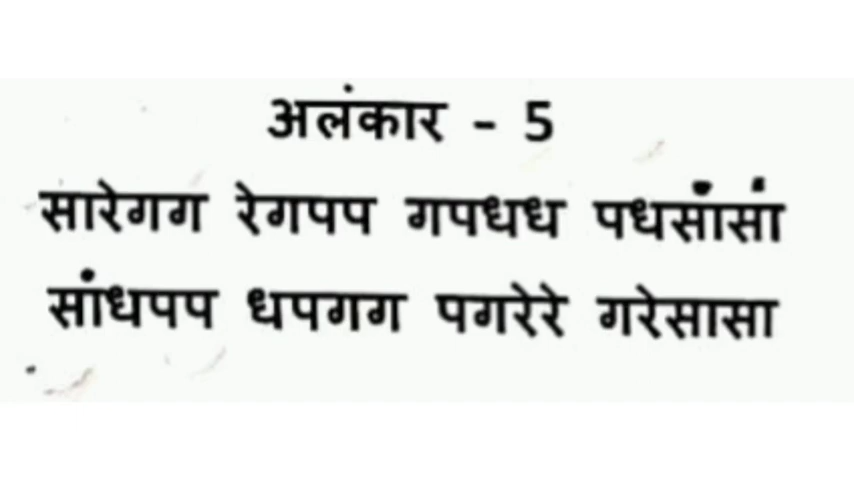 अलंकार - 5
सारेगग रेगपप गपधध पधसांसां
सांधपप धपगग पगरेरे गरेसासा